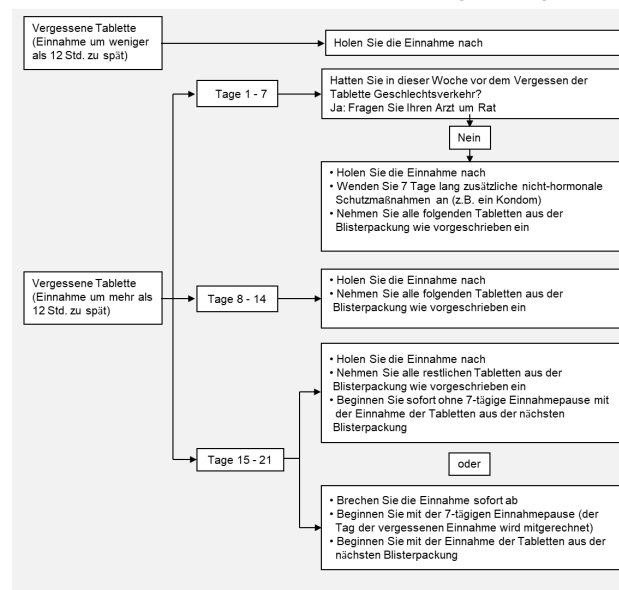 Vergessene Tablette
(Einnahme um weniger
als 12 Std. zu spät)
Holen Sie die Einnahme nach
Tage 1 - 7
Hatten Sie in dieser Woche vor dem Vergessen der
Tablette Geschlechtsverkehr?
Ja: Fragen Sie Ihren Arzt um Rat
Nein
• Holen Sie die Einnahme nach
• Wenden Sie 7 Tage lang zusätzliche nicht-hormonale
Schutzmaßnahmen an (z.B. ein Kondom)
• Nehmen Sie alle folgenden Tabletten aus der
Blisterpackung wie vorgeschrieben ein
Vergessene Tablette
(Einnahme um mehr als
12 Std. zu spät)
Tage 8 - 14
• Holen Sie die Einnahme nach
• Nehmen Sie alle folgenden Tabletten aus der
Blisterpackung wie vorgeschrieben ein
Tage 15 - 21
• Holen Sie die Einnahme nach
• Nehmen Sie alle restlichen Tabletten aus der
Blisterpackung wie vorgeschrieben ein
• Beginnen Sie sofort ohne 7-tägige Einnahmepause mit
der Einnahme der Tabletten aus der nächsten
Blisterpackung
oder
• Brechen Sie die Einnahme sofort ab
• Beginnen Sie mit der 7-tägigen Einnahmepause (der
Tag der vergessenen Einnahme wird mitgerechnet)
• Beginnen Sie mit der Einnahme der Tabletten aus der
nächsten Blisterpackung